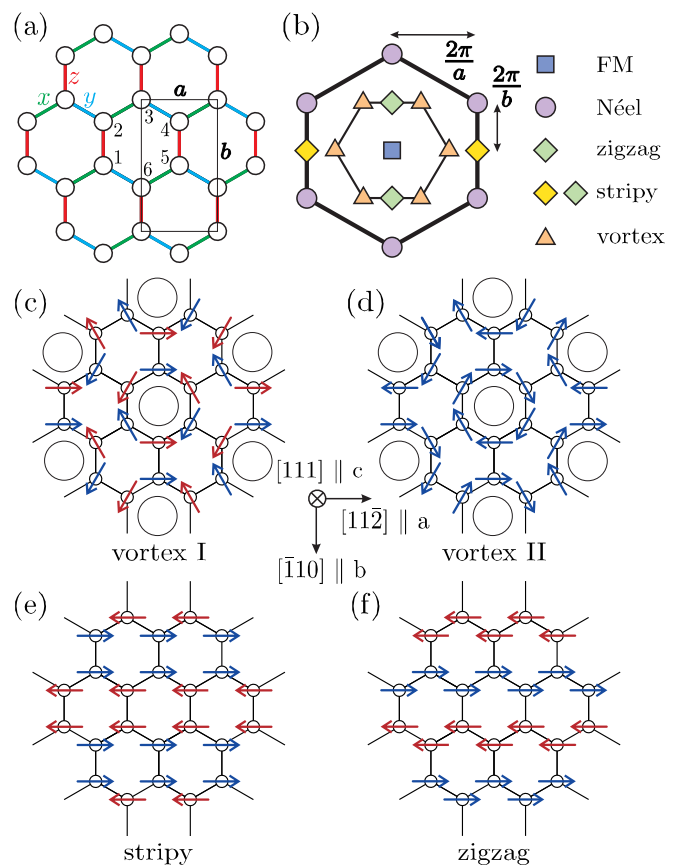 (a)
x
z
y
a
b
2
3
4
1
6
5
(b)
2π/a
2π/b
FM
Néel
zigzag
stripy
vortex
(c)
(d)
[111] ∥ c
[112̄] ∥ a
[1̄10] ∥ b
vortex I
vortex II
(e)
(f)
stripy
zigzag